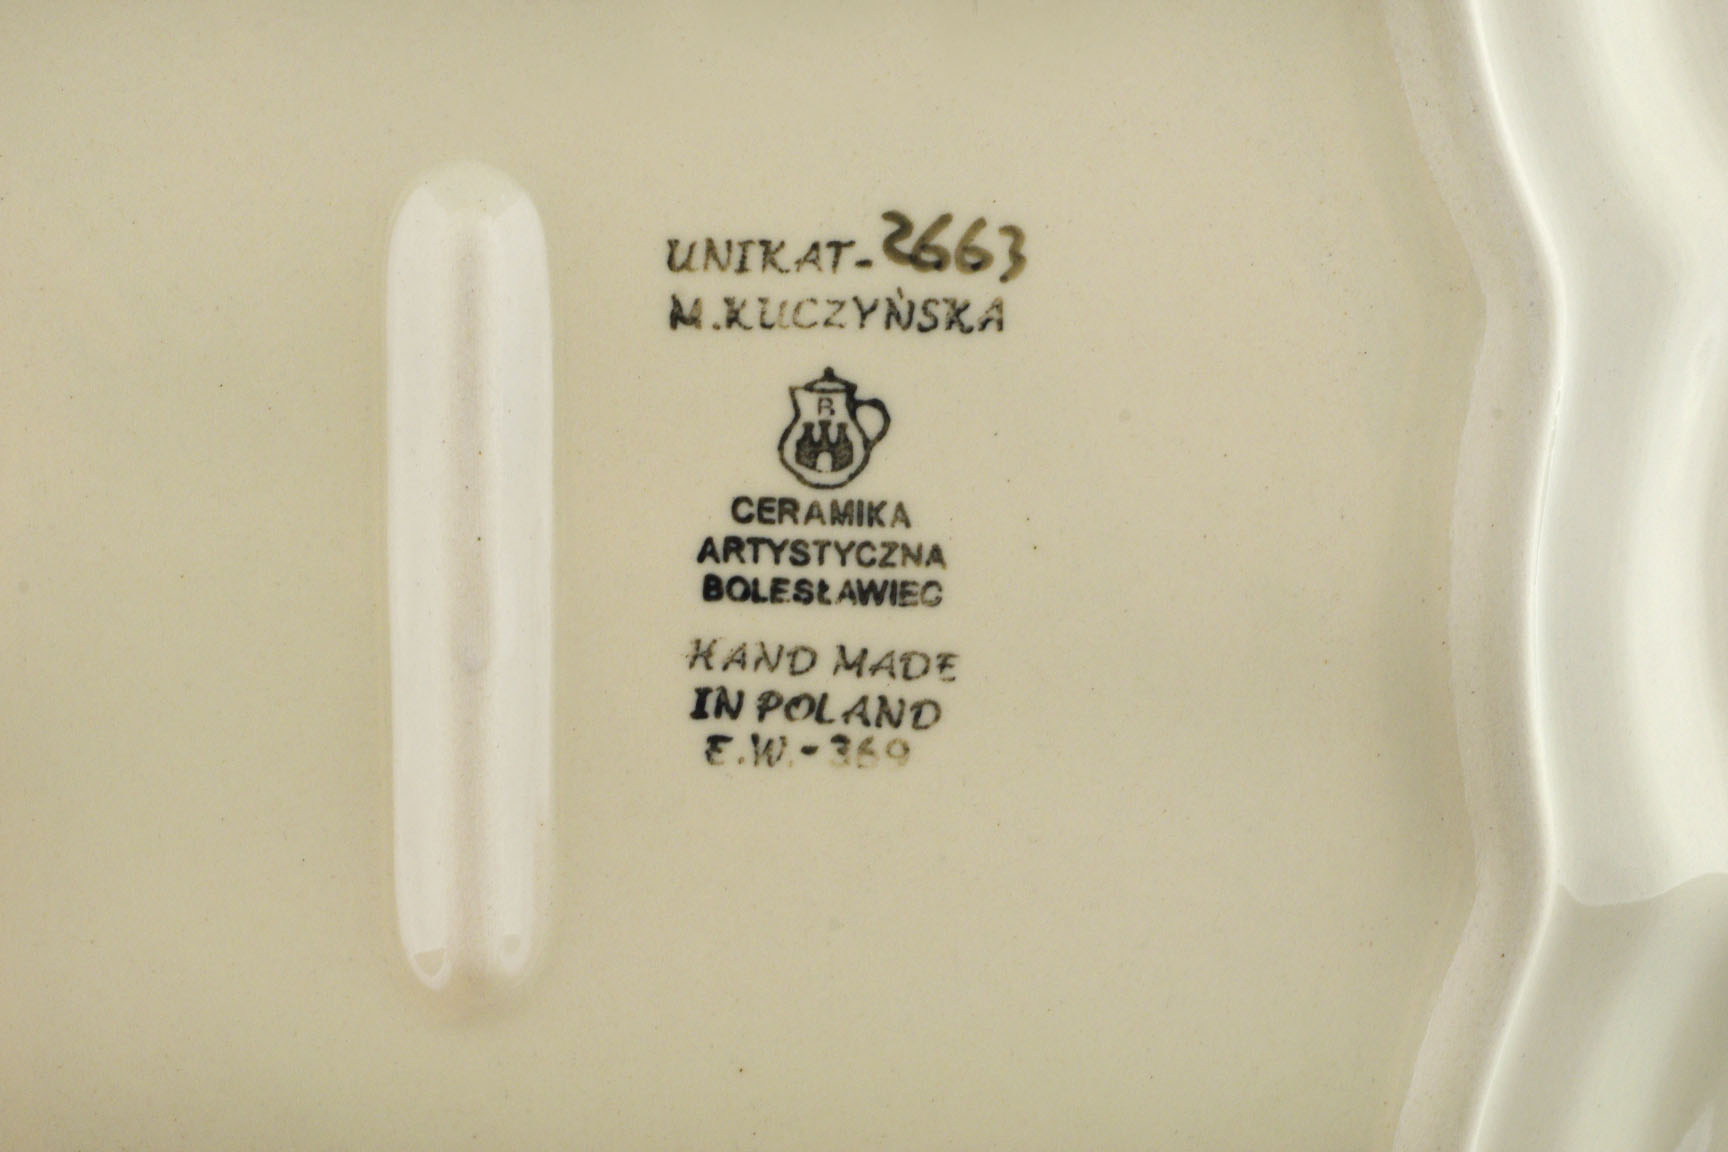 UNIKAT-2663
M.KUCZYŃSKA
B
CERAMIKA
ARTYSTYCZNA
BOLESŁAWIEC
HAND MADE
IN POLAND
E.W.-369